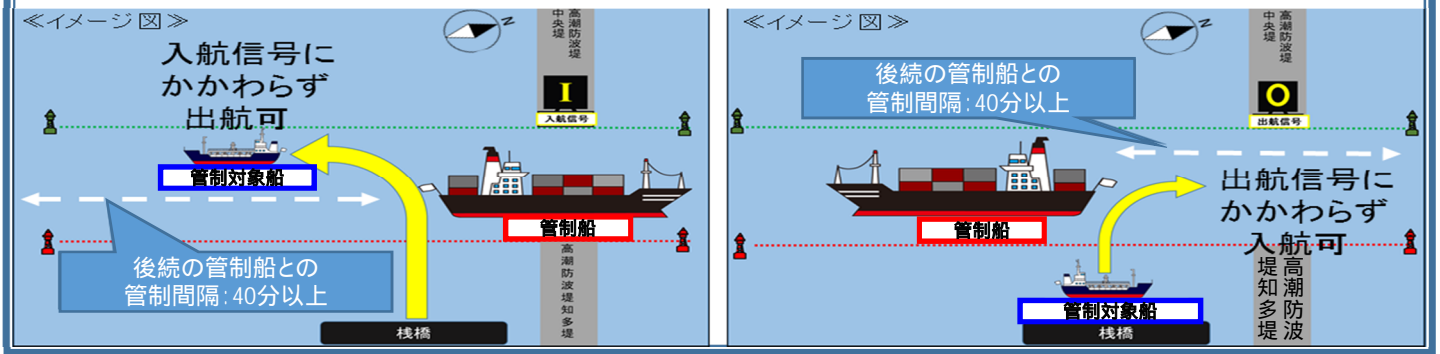 ≪イメージ図≫
N
高潮防波堤
中央堤
入航信号に
かかわらず
出航可
I
入航信号
管制対象船
管制船
後続の管制船との
管制間隔：40分以上
高潮防波堤知多堤
桟橋
≪イメージ図≫
N
高潮防波堤
中央堤
後続の管制船との
管制間隔：40分以上
O
出航信号
出航信号に
かかわらず
入航可
管制船
管制対象船
桟橋
高潮防波
堤知多堤